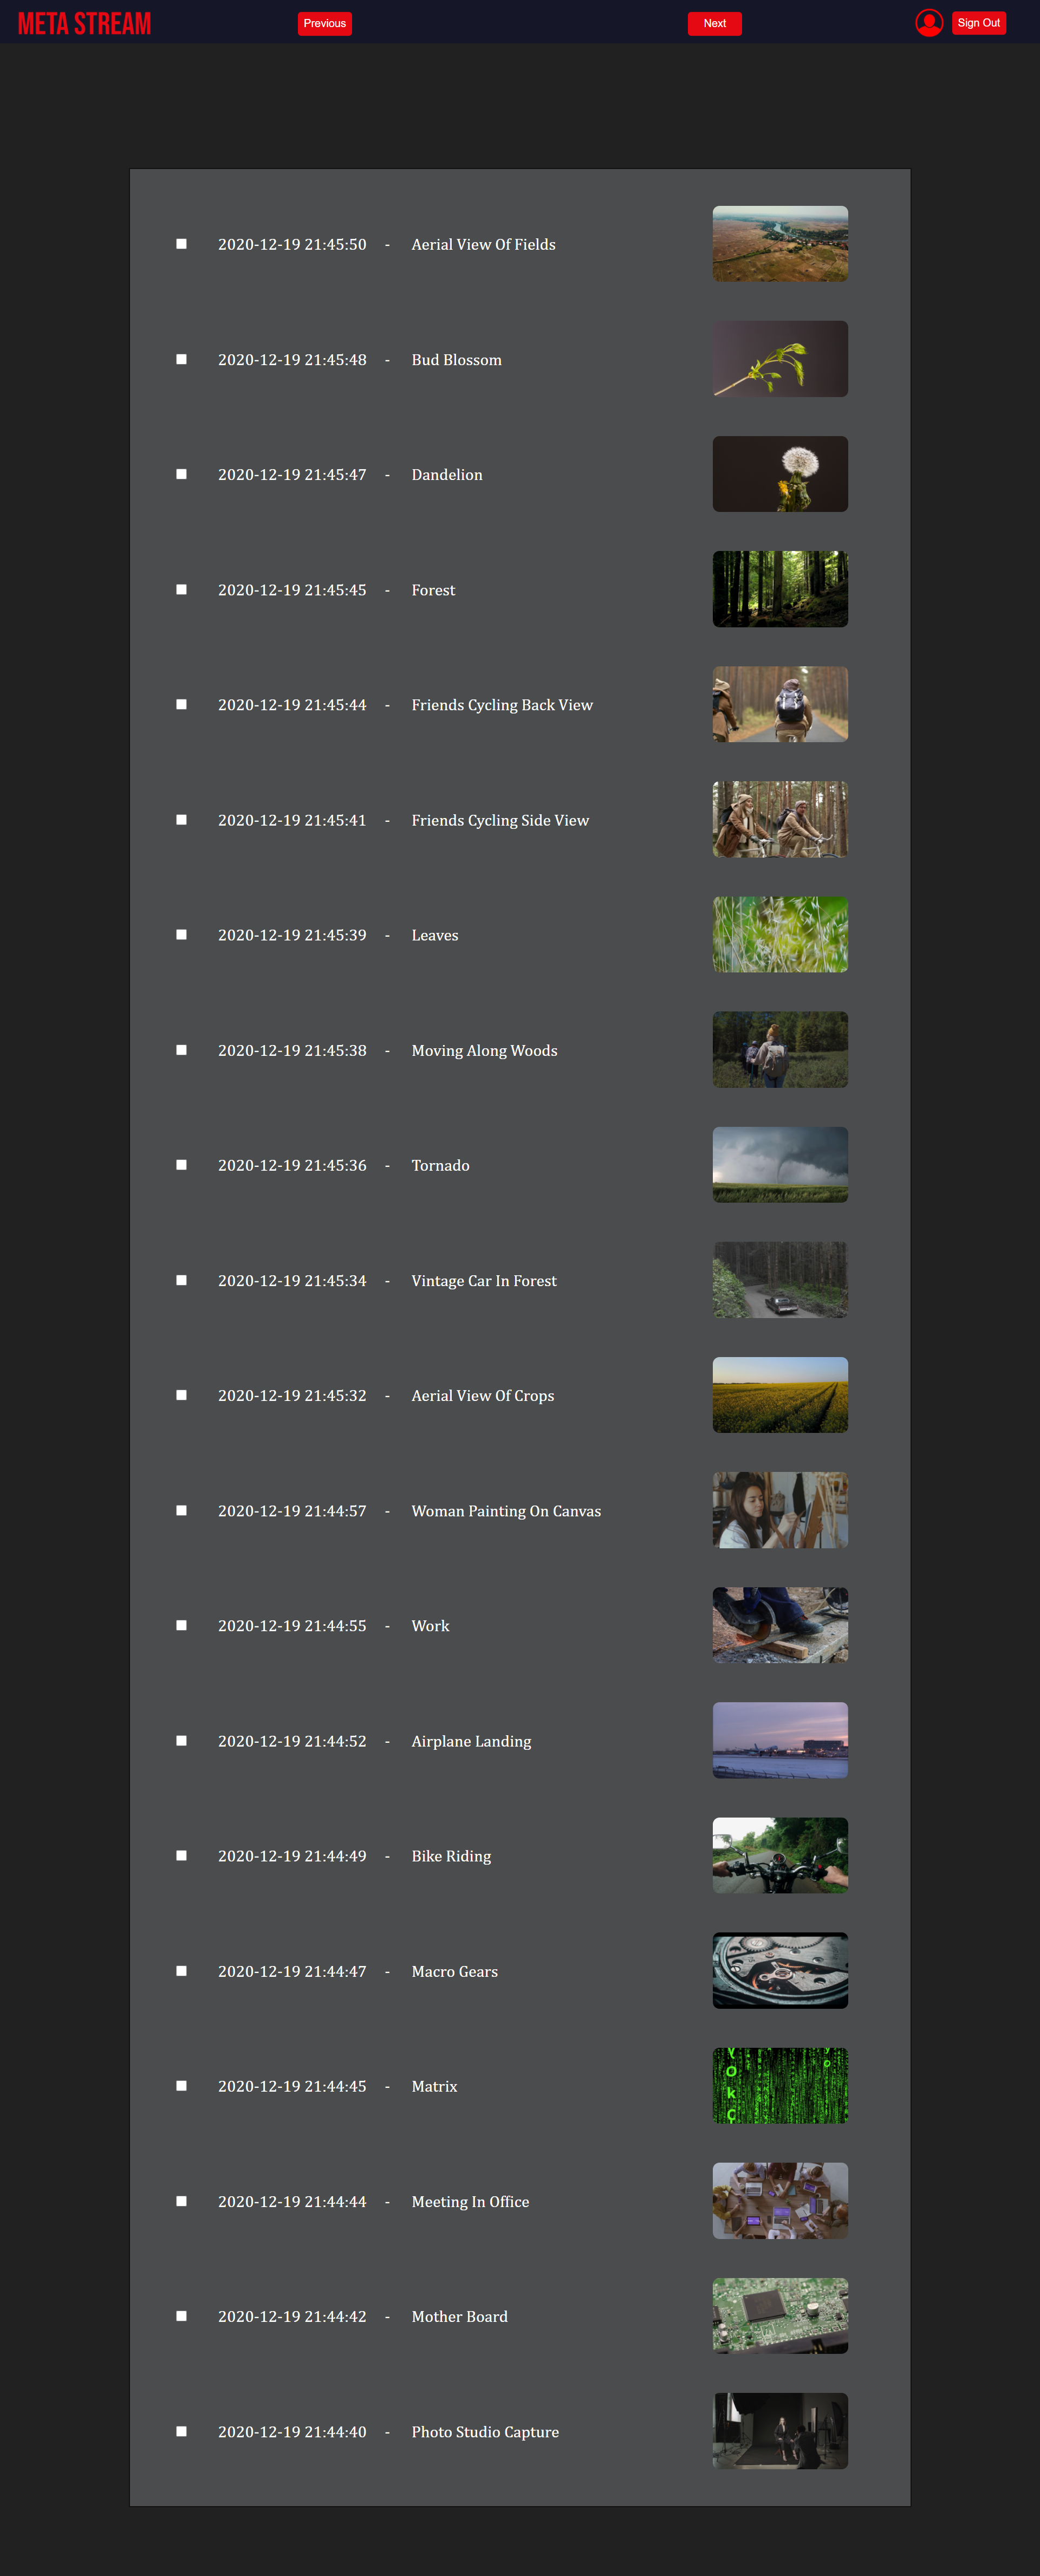 META STREAM
Previous
Next
Sign Out
2020-12-19 21:45:50 - Aerial View Of Fields
2020-12-19 21:45:48 - Bud Blossom
2020-12-19 21:45:47 - Dandelion
2020-12-19 21:45:45 - Forest
2020-12-19 21:45:44 - Friends Cycling Back View
2020-12-19 21:45:41 - Friends Cycling Side View
2020-12-19 21:45:39 - Leaves
2020-12-19 21:45:38 - Moving Along Woods
2020-12-19 21:45:36 - Tornado
2020-12-19 21:45:34 - Vintage Car In Forest
2020-12-19 21:45:32 - Aerial View Of Crops
2020-12-19 21:44:57 - Woman Painting On Canvas
2020-12-19 21:44:55 - Work
2020-12-19 21:44:52 - Airplane Landing
2020-12-19 21:44:49 - Bike Riding
2020-12-19 21:44:47 - Macro Gears
2020-12-19 21:44:45 - Matrix
2020-12-19 21:44:44 - Meeting In Office
2020-12-19 21:44:42 - Mother Board
2020-12-19 21:44:40 - Photo Studio Capture